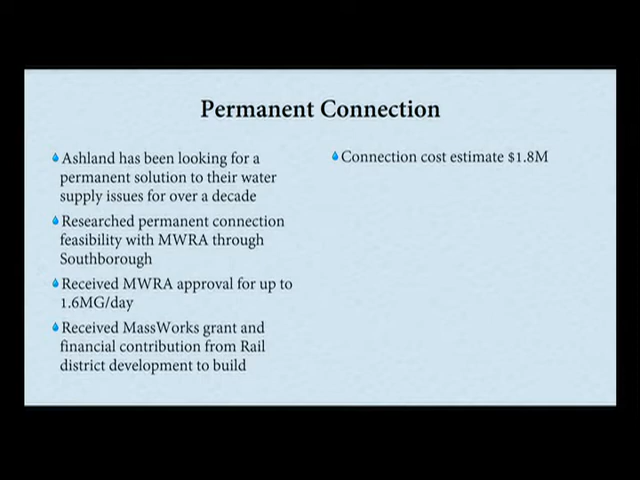 Permanent Connection
Ashland has been looking for a
permanent solution to their water
supply issues for over a decade
Researched permanent connection
feasibility with MWRA through
Southborough
Received MWRA approval for up to
1.6MG/day
Received MassWorks grant and
financial contribution from Rail
district development to build
Connection cost estimate $1.8M